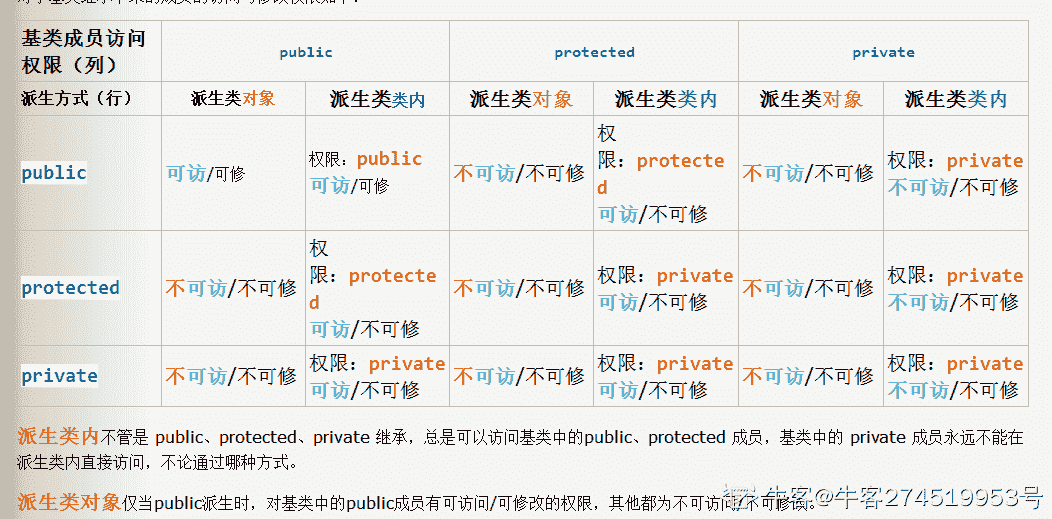 基类成员访问
权限（列）
public
protected
private
派生方式（行）
派生类对象
派生类类内
派生类对象
派生类类内
派生类对象
派生类类内
public
可访/可修
权限：public
可访/可修
不可访/不可修
权
限：protecte
d
可访/不可修
不可访/不可修
权限：private
不可访/不可修
protected
不可访/不可修
权
限：protecte
d
可访/不可修
不可访/不可修
权限：private
可访/不可修
不可访/不可修
权限：private
不可访/不可修
private
不可访/不可修
权限：private
可访/不可修
不可访/不可修
权限：private
可访/不可修
不可访/不可修
权限：private
不可访/不可修
派生类内不管是 public、protected、private 继承，总是可以访问基类中的public、protected 成员，基类中的 private 成员永远不能在
派生类内直接访问，不论通过哪种方式。
派生类对象仅当public派生时，对基类中的public成员有可访问/可修改的权限，其他都为不可访问/不可修改。
牛客@牛客274519953号